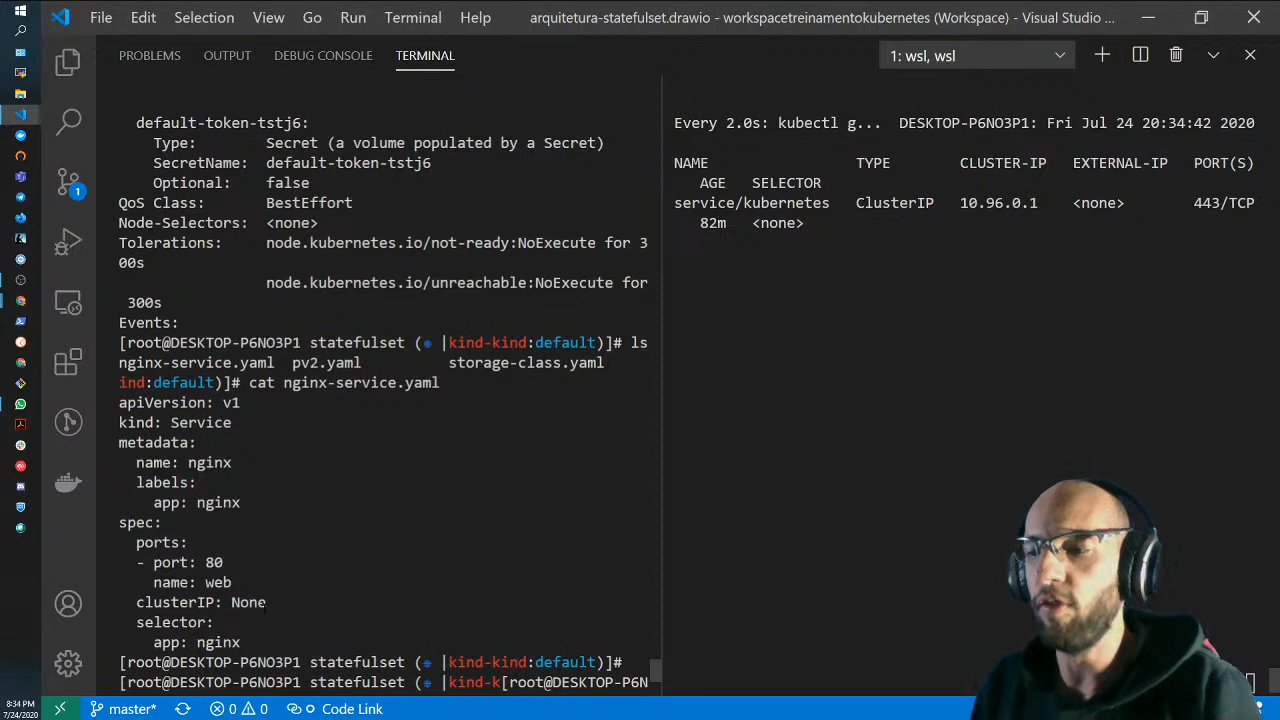 File Edit Selection View Go Run Terminal Help arquitetura-statefulset.drawio - workspacetreinamentokubernetes (Workspace) - Visual Studio ...
PROBLEMS OUTPUT DEBUG CONSOLE TERMINAL 1: wsl, wsl
default-token-tstj6:
Type: Secret (a volume populated by a Secret)
SecretName: default-token-tstj6
Optional: false
QoS Class: BestEffort
Node-Selectors: <none>
Tolerations: node.kubernetes.io/not-ready:NoExecute for 3
00s
node.kubernetes.io/unreachable:NoExecute for
300s
Events:
[root@DESKTOP-P6NO3P1 statefulset (⎈ |kind-kind:default)]# ls
nginx-service.yaml pv2.yaml storage-class.yaml
ind:default)]# cat nginx-service.yaml
apiVersion: v1
kind: Service
metadata:
name: nginx
labels:
app: nginx
spec:
ports:
- port: 80
name: web
clusterIP: None
selector:
app: nginx
[root@DESKTOP-P6NO3P1 statefulset (⎈ |kind-kind:default)]#
[root@DESKTOP-P6NO3P1 statefulset (⎈ |kind-k[root@DESKTOP-P6N
Every 2.0s: kubectl g... DESKTOP-P6NO3P1: Fri Jul 24 20:34:42 2020
NAME TYPE CLUSTER-IP EXTERNAL-IP PORT(S)
AGE SELECTOR
service/kubernetes ClusterIP 10.96.0.1 <none> 443/TCP
82m <none>
1
8:34 PM
7/24/2020
master* 0 0 Code Link